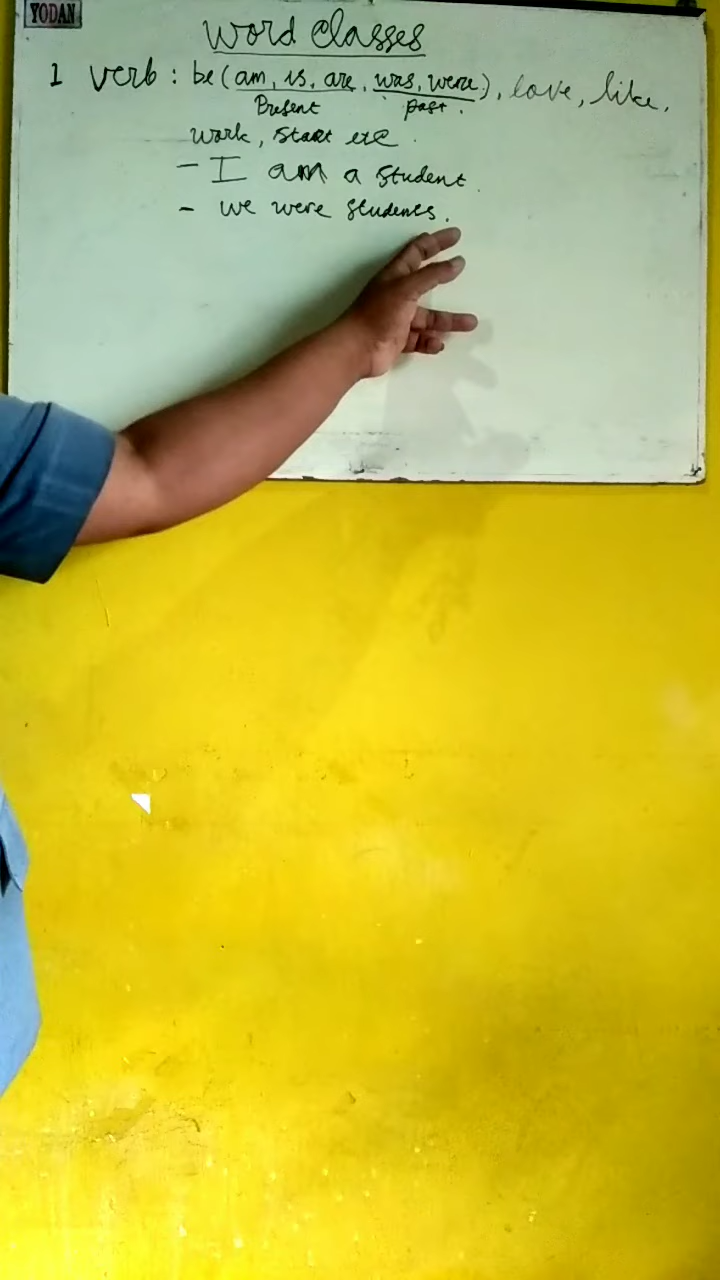 YODAN
Word Classes
1 verb : be (am, is, are, was, were), love, like,
Present past.
work, start etc.
- I am a student.
- we were students.